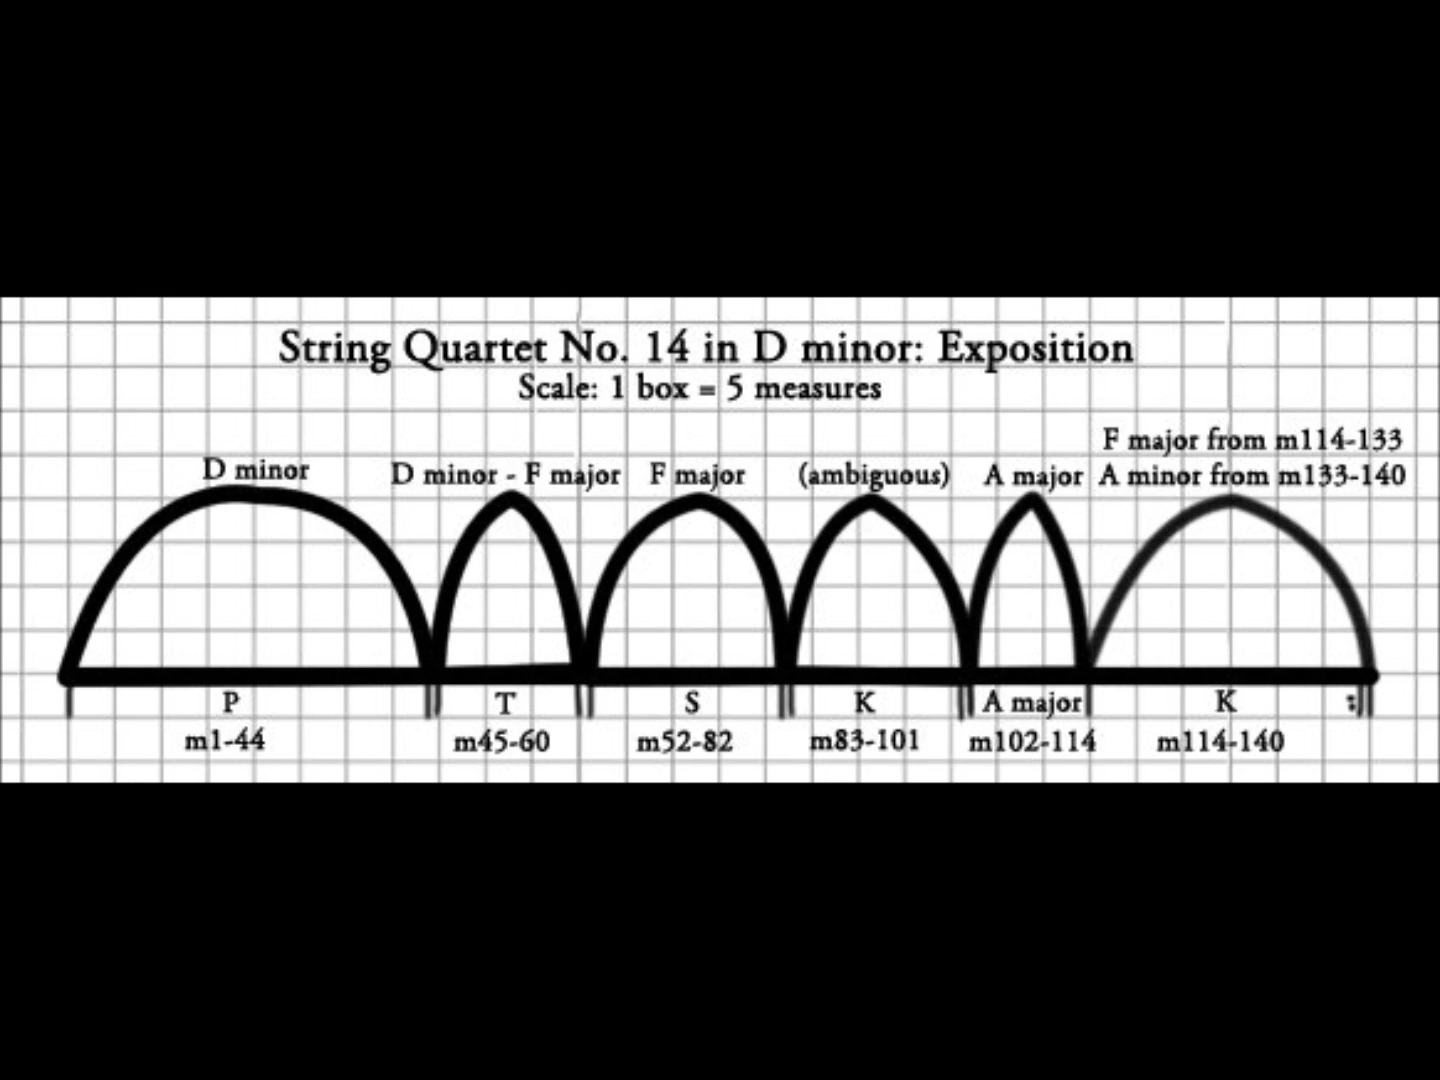 String Quartet No. 14 in D minor: Exposition
Scale: 1 box = 5 measures
F major from m114-133
D minor D minor - F major F major (ambiguous) A major A minor from m133-140
P T S K A major K :
m1-44 m45-60 m52-82 m83-101 m102-114 m114-140